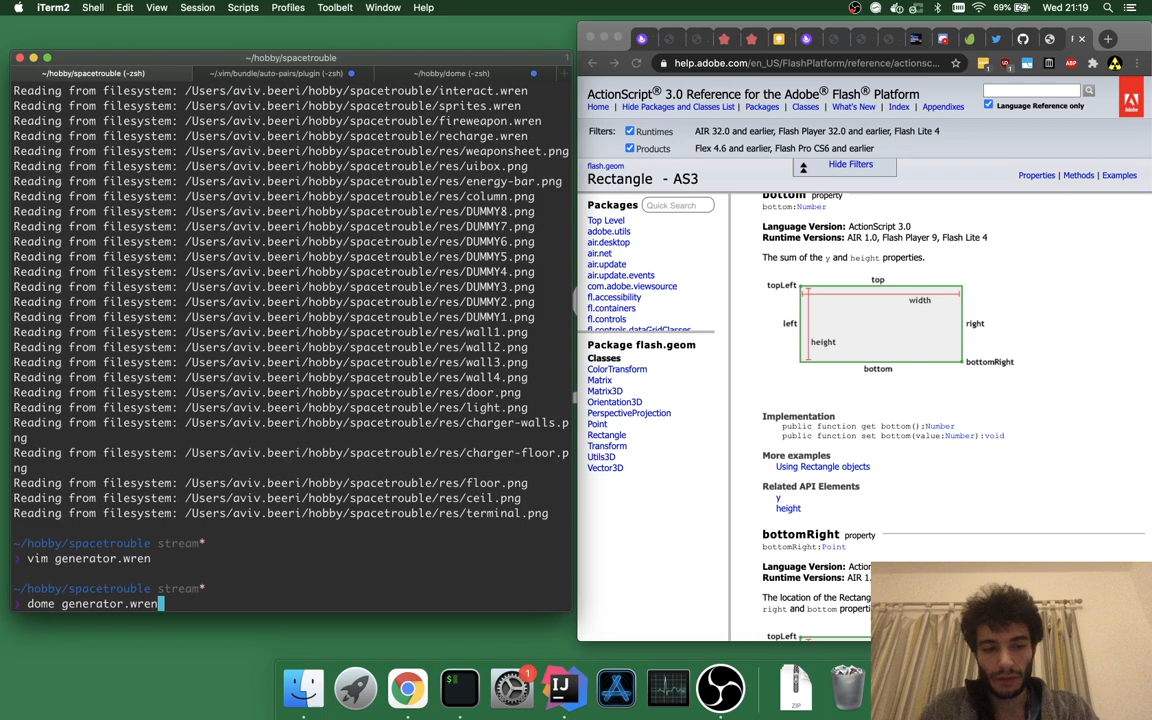 iTerm2 Shell Edit View Session Scripts Profiles Toolbelt Window Help
69% Wed 21:19
~/hobby/spacetrouble
~/hobby/spacetrouble (-zsh) ~/.vim/bundle/auto-pairs/plugin (-zsh) ~/hobby/dome (-zsh)
Reading from filesystem: /Users/aviv.beeri/hobby/spacetrouble/interact.wren
Reading from filesystem: /Users/aviv.beeri/hobby/spacetrouble/sprites.wren
Reading from filesystem: /Users/aviv.beeri/hobby/spacetrouble/fireweapon.wren
Reading from filesystem: /Users/aviv.beeri/hobby/spacetrouble/recharge.wren
Reading from filesystem: /Users/aviv.beeri/hobby/spacetrouble/res/weaponsheet.png
Reading from filesystem: /Users/aviv.beeri/hobby/spacetrouble/res/uibox.png
Reading from filesystem: /Users/aviv.beeri/hobby/spacetrouble/res/energy-bar.png
Reading from filesystem: /Users/aviv.beeri/hobby/spacetrouble/res/column.png
Reading from filesystem: /Users/aviv.beeri/hobby/spacetrouble/res/DUMMY8.png
Reading from filesystem: /Users/aviv.beeri/hobby/spacetrouble/res/DUMMY7.png
Reading from filesystem: /Users/aviv.beeri/hobby/spacetrouble/res/DUMMY6.png
Reading from filesystem: /Users/aviv.beeri/hobby/spacetrouble/res/DUMMY5.png
Reading from filesystem: /Users/aviv.beeri/hobby/spacetrouble/res/DUMMY4.png
Reading from filesystem: /Users/aviv.beeri/hobby/spacetrouble/res/DUMMY3.png
Reading from filesystem: /Users/aviv.beeri/hobby/spacetrouble/res/DUMMY2.png
Reading from filesystem: /Users/aviv.beeri/hobby/spacetrouble/res/DUMMY1.png
Reading from filesystem: /Users/aviv.beeri/hobby/spacetrouble/res/wall1.png
Reading from filesystem: /Users/aviv.beeri/hobby/spacetrouble/res/wall2.png
Reading from filesystem: /Users/aviv.beeri/hobby/spacetrouble/res/wall3.png
Reading from filesystem: /Users/aviv.beeri/hobby/spacetrouble/res/wall4.png
Reading from filesystem: /Users/aviv.beeri/hobby/spacetrouble/res/door.png
Reading from filesystem: /Users/aviv.beeri/hobby/spacetrouble/res/light.png
Reading from filesystem: /Users/aviv.beeri/hobby/spacetrouble/res/charger-walls.p
ng
Reading from filesystem: /Users/aviv.beeri/hobby/spacetrouble/res/charger-floor.p
ng
Reading from filesystem: /Users/aviv.beeri/hobby/spacetrouble/res/floor.png
Reading from filesystem: /Users/aviv.beeri/hobby/spacetrouble/res/ceil.png
Reading from filesystem: /Users/aviv.beeri/hobby/spacetrouble/res/terminal.png
~/hobby/spacetrouble stream*
❯ vim generator.wren
~/hobby/spacetrouble stream*
❯ dome generator.wren
help.adobe.com/en_US/FlashPlatform/reference/actionsc...
ActionScript® 3.0 Reference for the Adobe® Flash® Platform
Home | Hide Packages and Classes List | Packages | Classes | What's New | Index | Appendixes
Language Reference only
Adobe
Filters: Runtimes AIR 32.0 and earlier, Flash Player 32.0 and earlier, Flash Lite 4
Products Flex 4.6 and earlier, Flash Pro CS6 and earlier
Hide Filters
flash.geom
Rectangle - AS3
Properties | Methods | Examples
Packages Quick Search
Top Level
adobe.utils
air.desktop
air.net
air.update
air.update.events
com.adobe.viewsource
fl.accessibility
fl.containers
fl.controls
fl.controls.dataGridClasses
Package flash.geom
Classes
ColorTransform
Matrix
Matrix3D
Orientation3D
PerspectiveProjection
Point
Rectangle
Transform
Utils3D
Vector3D
bottom property
bottom:Number
Language Version: ActionScript 3.0
Runtime Versions: AIR 1.0, Flash Player 9, Flash Lite 4
The sum of the y and height properties.
topLeft top
width
left right
height
bottomRight
bottom
Implementation
public function get bottom():Number
public function set bottom(value:Number):void
More examples
Using Rectangle objects
Related API Elements
y
height
bottomRight property
bottomRight:Point
Language Version: Actio
Runtime Versions: AIR 1.
The location of the Rectang
right and bottom properti
topLeft
1
ZIP